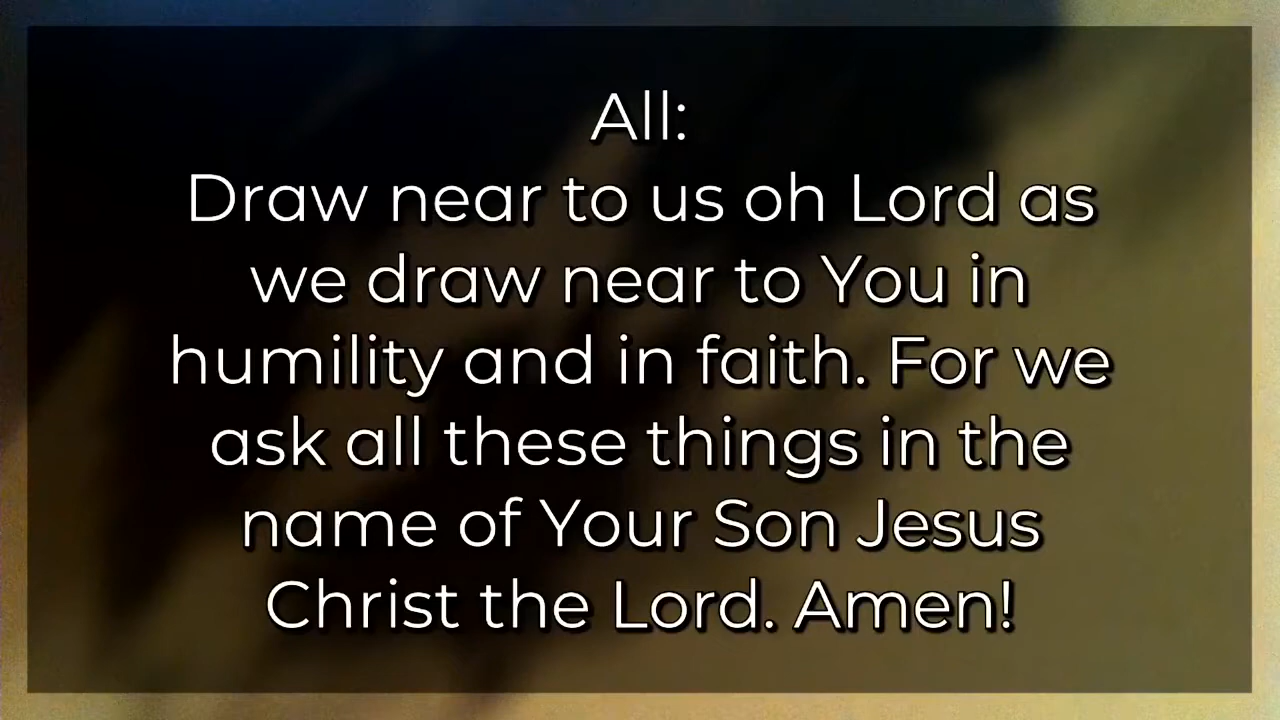 All:
Draw near to us oh Lord as
we draw near to You in
humility and in faith. For we
ask all these things in the
name of Your Son Jesus
Christ the Lord. Amen!